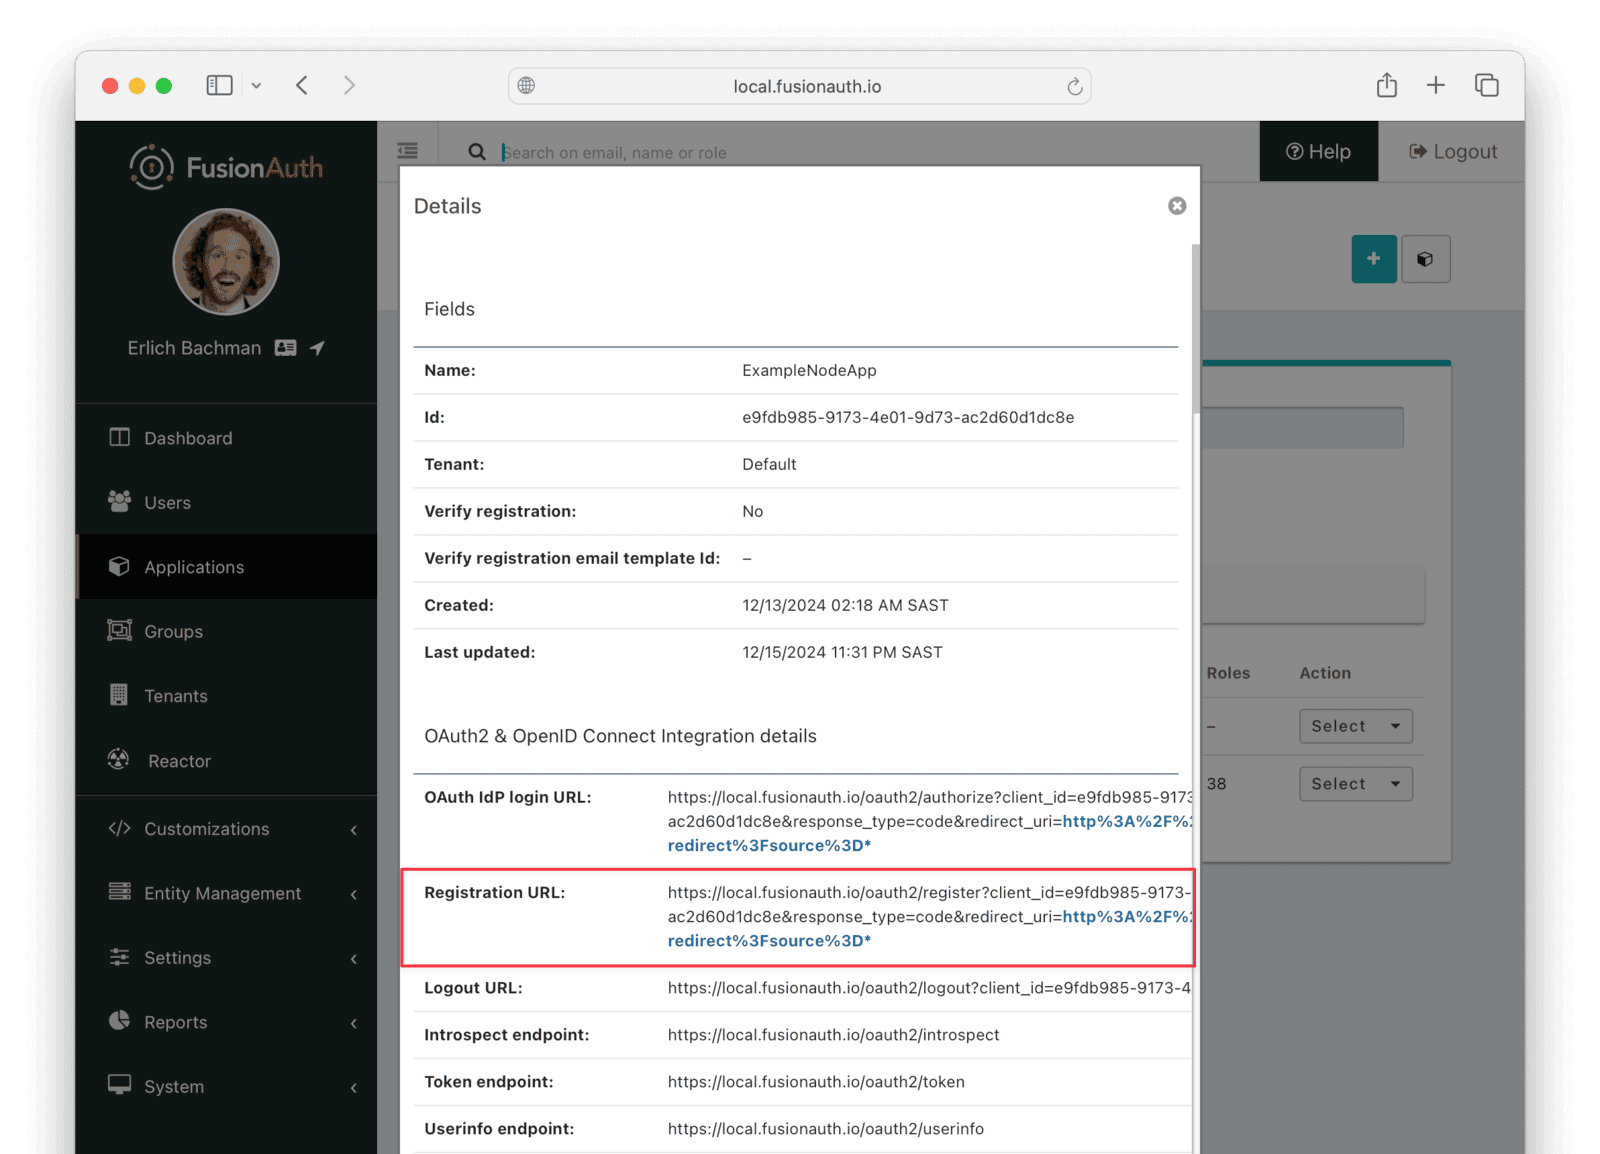 local.fusionauth.io
FusionAuth
Search on email, name or role
Help
Logout
Erlich Bachman
Dashboard
Users
Applications
Groups
Tenants
Reactor
Customizations
Entity Management
Settings
Reports
System
Details
Fields
Name: ExampleNodeApp
Id: e9fdb985-9173-4e01-9d73-ac2d60d1dc8e
Tenant: Default
Verify registration: No
Verify registration email template Id: –
Created: 12/13/2024 02:18 AM SAST
Last updated: 12/15/2024 11:31 PM SAST
OAuth2 & OpenID Connect Integration details
OAuth IdP login URL: https://local.fusionauth.io/oauth2/authorize?client_id=e9fdb985-9173
ac2d60d1dc8e&response_type=code&redirect_uri=http%3A%2F%2
redirect%3Fsource%3D*
Registration URL: https://local.fusionauth.io/oauth2/register?client_id=e9fdb985-9173-
ac2d60d1dc8e&response_type=code&redirect_uri=http%3A%2F%2
redirect%3Fsource%3D*
Logout URL: https://local.fusionauth.io/oauth2/logout?client_id=e9fdb985-9173-4
Introspect endpoint: https://local.fusionauth.io/oauth2/introspect
Token endpoint: https://local.fusionauth.io/oauth2/token
Userinfo endpoint: https://local.fusionauth.io/oauth2/userinfo
Roles Action
– Select
38 Select